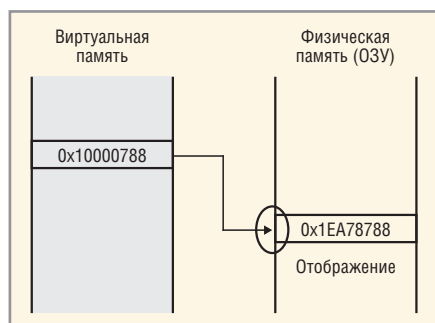 Виртуальная
память
Физическая
память (ОЗУ)
0x10000788
0x1EA78788
Отображение